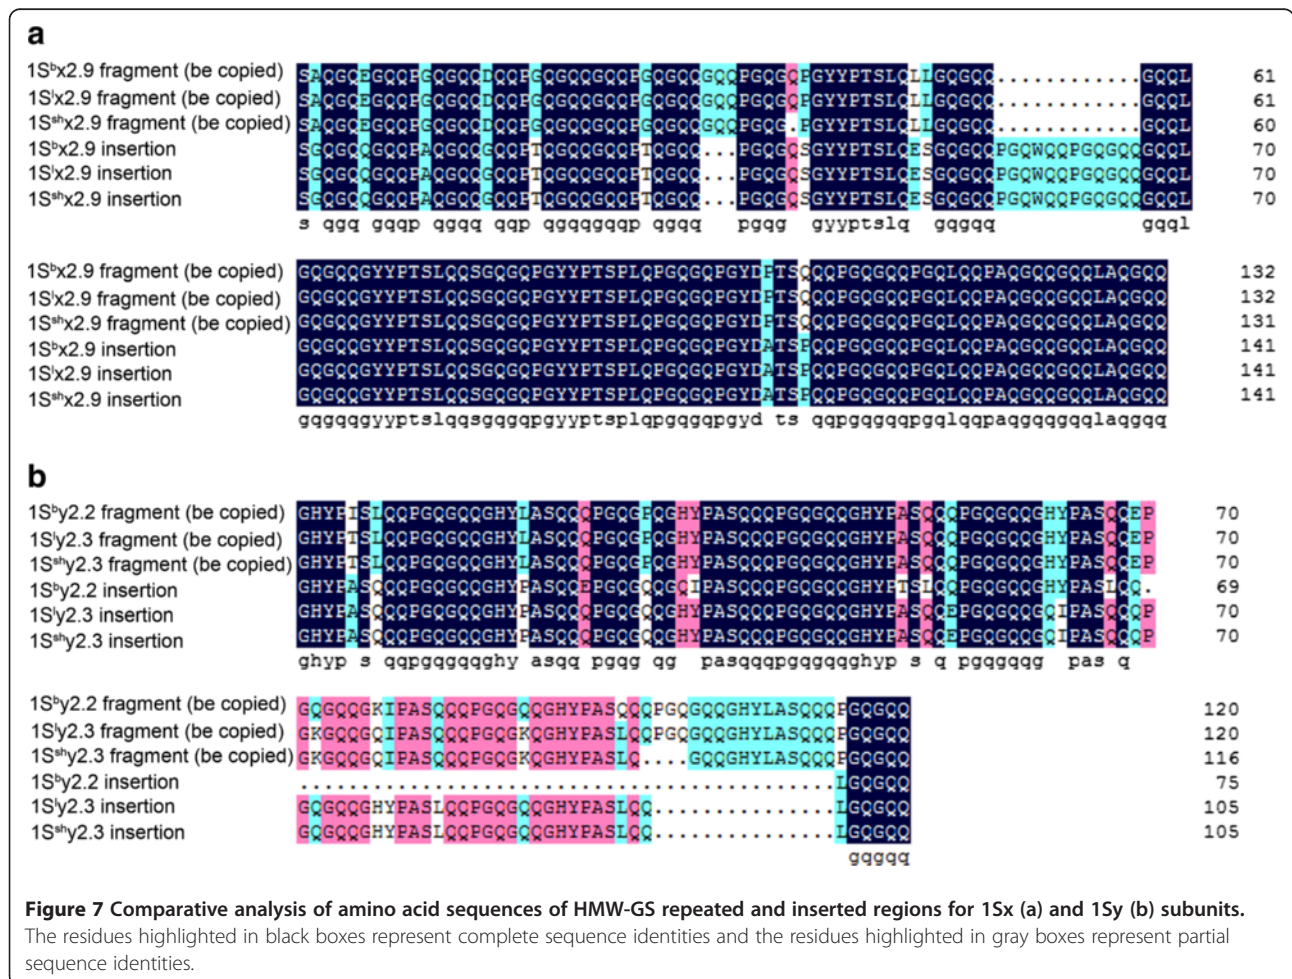 a
1Sᵇx2.9 fragment (be copied) SAQGQEGQQPGQGQQDQQPGQGQQGQQPGQGQQGQQPGQGQPGYYPTSLQLLGQGQQ............GQQL 61
1Sˡx2.9 fragment (be copied) SAQGQEGQQPGQGQQDQQPGQGQQGQQPGQGQQGQQPGQGQPGYYPTSLQLLGQGQQ............GQQL 61
1Sˢʰx2.9 fragment (be copied) SAQGQEGQQPGQGQQDQQPGQGQQGQQPGQGQQGQQPGQG.PGYYPTSLQLLGQGQQ............GQQL 60
1Sᵇx2.9 insertion SGQGQQGQQPAQGQQGQQPTQGQQGQQPTQGQQ...PGQGQSGYYPTSLQESGQGQQPGQWQQPGQGQQGQQL 70
1Sˡx2.9 insertion SGQGQQGQQPAQGQQGQQPTQGQQGQQPTQGQQ...PGQGQSGYYPTSLQESGQGQQPGQWQQPGQGQQGQQL 70
1Sˢʰx2.9 insertion SGQGQQGQQPAQGQQGQQPTQGQQGQQPTQGQQ...PGQGQSGYYPTSLQESGQGQQPGQWQQPGQGQQGQQL 70
s qgq gqqp qgqq qqp qgqqgqqp qgqq pgqg gyyptslq gqgqq gqql
1Sᵇx2.9 fragment (be copied) GQGQQGYYPTSLQQSGQGQPGYYPTSPLQPGQGQPGYDPTSQQQPGQGQQPGQLQQPAQGQQGQQLAQGQQ 132
1Sˡx2.9 fragment (be copied) GQGQQGYYPTSLQQSGQGQPGYYPTSPLQPGQGQPGYDPTSQQQPGQGQQPGQLQQPAQGQQGQQLAQGQQ 132
1Sˢʰx2.9 fragment (be copied) GQGQQGYYPTSLQQSGQGQPGYYPTSPLQPGQGQPGYDPTSQQQPGQGQQPGQLQQPAQGQQGQQLAQGQQ 131
1Sᵇx2.9 insertion GQGQQGYYPTSLQQSGQGQPGYYPTSPLQPGQGQPGYDATSPQQPGQGQQPGQLQQPAQGQQGQQLAQGQQ 141
1Sˡx2.9 insertion GQGQQGYYPTSLQQSGQGQPGYYPTSPLQPGQGQPGYDATSPQQPGQGQQPGQLQQPAQGQQGQQLAQGQQ 141
1Sˢʰx2.9 insertion GQGQQGYYPTSLQQSGQGQPGYYPTSPLQPGQGQPGYDATSPQQPGQGQQPGQLQQPAQGQQGQQLAQGQQ 141
gqgqqgyyptslqqsgqgqpgyyptsplqpgqgqpgyd ts qqpgqgqqpgqlqqpaqgqqgqqlaqgqq
b
1Sᵇy2.2 fragment (be copied) GHYPISLQQPGQGQQGHYLASQQQPGQGPQGHYPASQQQPGQGQQGHYPASQQQPGQGQQGHYPASQQEP 70
1Sˡy2.3 fragment (be copied) GHYPTSLQQPGQGQQGHYLASQQQPGQGPQGHYPASQQQPGQGQQGHYPASQQQPGQGQQGHYPASQQEP 70
1Sˢʰy2.3 fragment (be copied) GHYPTSLQQPGQGQQGHYLASQQQPGQGPQGHYPASQQQPGQGQQGHYPASQQQPGQGQQGHYPASQQEP 70
1Sᵇy2.2 insertion GHYPASQQQPGQGQQGHYPASQQEPGQGQQGQIPASQQQPGQGQQGHYPTSLQQPGQGQQGHYPASLQQ. 69
1Sˡy2.3 insertion GHYPASQQQPGQGQQGHYPASQQQPGQGQQGHYPASQQQPGQGQQGHYPASQQEPGQGQQGQIPASQQQP 70
1Sˢʰy2.3 insertion GHYPASQQQPGQGQQGHYPASQQQPGQGQQGHYPASQQQPGQGQQGHYPASQQEPGQGQQGQIPASQQQP 70
ghyp s qqpgqgqqghy asqq pgqg qg pasqqqpgqgqqghyp s q pgqgqqg pas q
1Sᵇy2.2 fragment (be copied) GQGQQGKIPASQQQPGQGQQGHYPASQQQPGQGQQGHYLASQQQPGQGQQ 120
1Sˡy2.3 fragment (be copied) GKGQQGQIPASQQQPGQGKQGHYPASLQQPGQGQQGHYLASQQQPGQGQQ 120
1Sˢʰy2.3 fragment (be copied) GKGQQGQIPASQQQPGQGKQGHYPASLQ....GQQGHYLASQQQPGQGQQ 116
1Sᵇy2.2 insertion ............................................LGQGQQ 75
1Sˡy2.3 insertion GQGQQGHYPASLQQPGQGQQGHYPASLQQ...............LGQGQQ 105
1Sˢʰy2.3 insertion GQGQQGHYPASLQQPGQGQQGHYPASLQQ...............LGQGQQ 105
gqgqq
Figure 7 Comparative analysis of amino acid sequences of HMW-GS repeated and inserted regions for 1Sx (a) and 1Sy (b) subunits.
The residues highlighted in black boxes represent complete sequence identities and the residues highlighted in gray boxes represent partial
sequence identities.